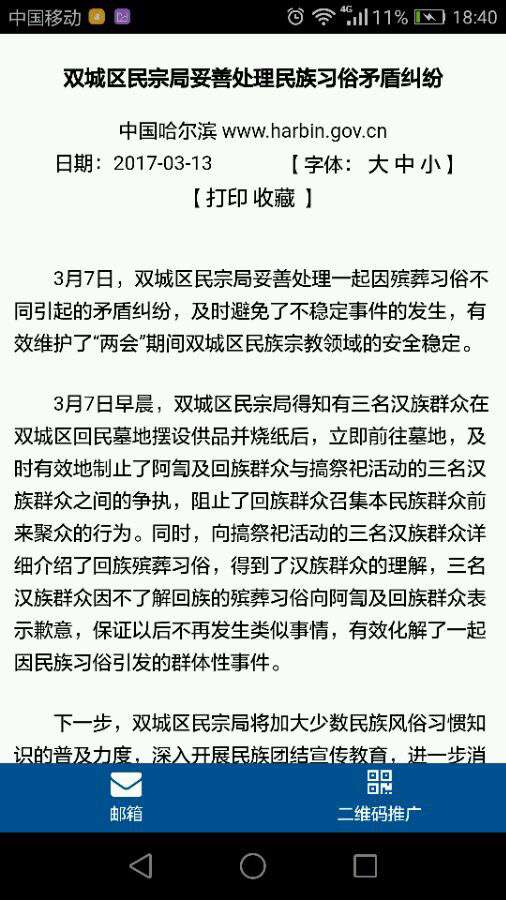 中国移动 4G 11% 18:40
双城区民宗局妥善处理民族习俗矛盾纠纷
中国哈尔滨 www.harbin.gov.cn
日期：2017-03-13 【 字体： 大 中 小 】
【 打印 收藏 】
3月7日，双城区民宗局妥善处理一起因殡葬习俗不
同引起的矛盾纠纷，及时避免了不稳定事件的发生，有
效维护了“两会”期间双城区民族宗教领域的安全稳定。
3月7日早晨，双城区民宗局得知有三名汉族群众在
双城区回民墓地摆设供品并烧纸后，立即前往墓地，及
时有效地制止了阿訇及回族群众与搞祭祀活动的三名汉
族群众之间的争执，阻止了回族群众召集本民族群众前
来聚众的行为。同时，向搞祭祀活动的三名汉族群众详
细介绍了回族殡葬习俗，得到了汉族群众的理解，三名
汉族群众因不了解回族的殡葬习俗向阿訇及回族群众表
示歉意，保证以后不再发生类似事情，有效化解了一起
因民族习俗引发的群体性事件。
下一步，双城区民宗局将加大少数民族风俗习惯知
识的普及力度，深入开展民族团结宣传教育，进一步消
邮箱 二维码推广